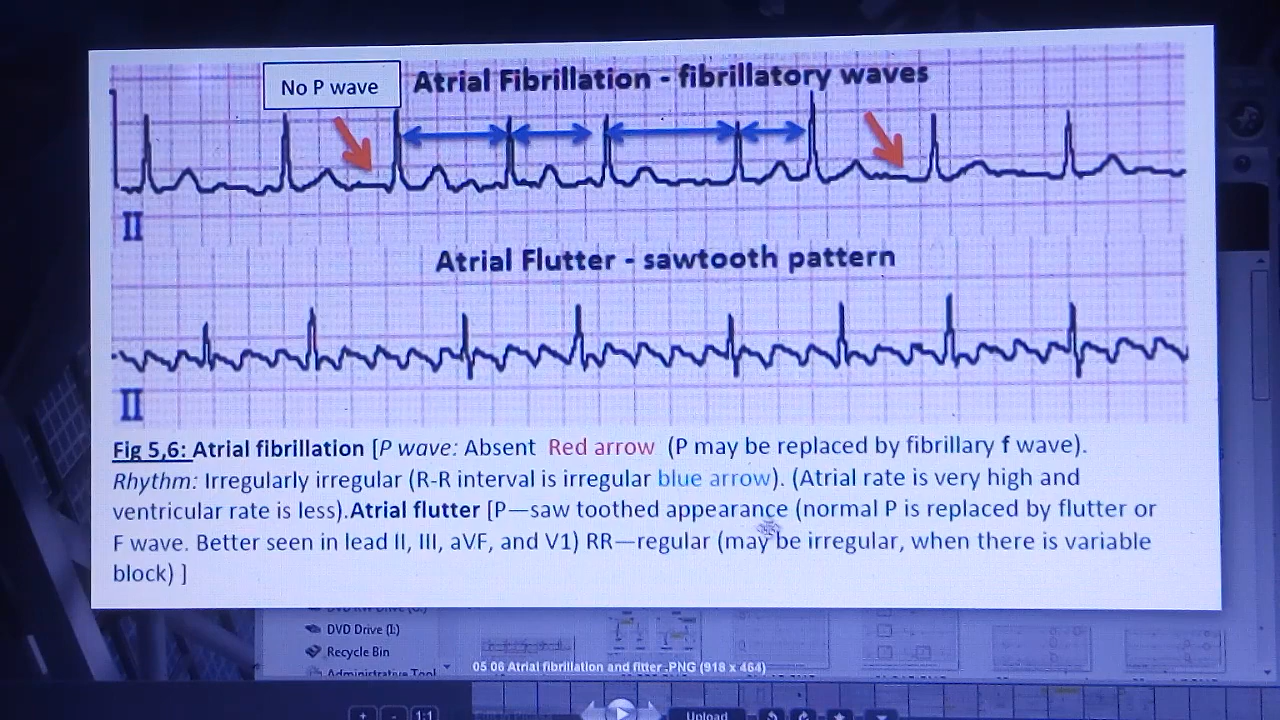 No P wave
Atrial Fibrillation - fibrillatory waves
II
Atrial Flutter - sawtooth pattern
II
Fig 5,6: Atrial fibrillation [P wave: Absent Red arrow (P may be replaced by fibrillary f wave).
Rhythm: Irregularly irregular (R-R interval is irregular blue arrow). (Atrial rate is very high and
ventricular rate is less).Atrial flutter [P—saw toothed appearance (normal P is replaced by flutter or
F wave. Better seen in lead II, III, aVF, and V1) RR—regular (may be irregular, when there is variable
block) ]
DVD Drive (I:)
Recycle Bin
Administrative Tool
05 06 Atrial fibrillation and fitter .PNG (918 x 464)
+ - 1:1
Upload